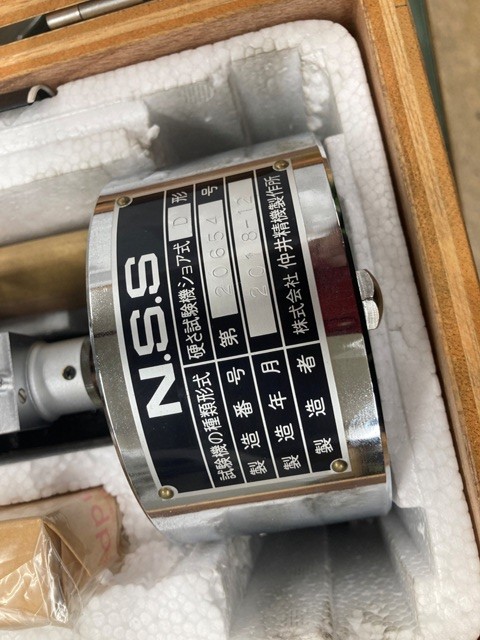 N.S.S
試験機の種類形式 硬さ試験機ショア式 D 形
製造番号 第 20654 号
製造年月 2018-12
製造者 株式会社 仲井精機製作所